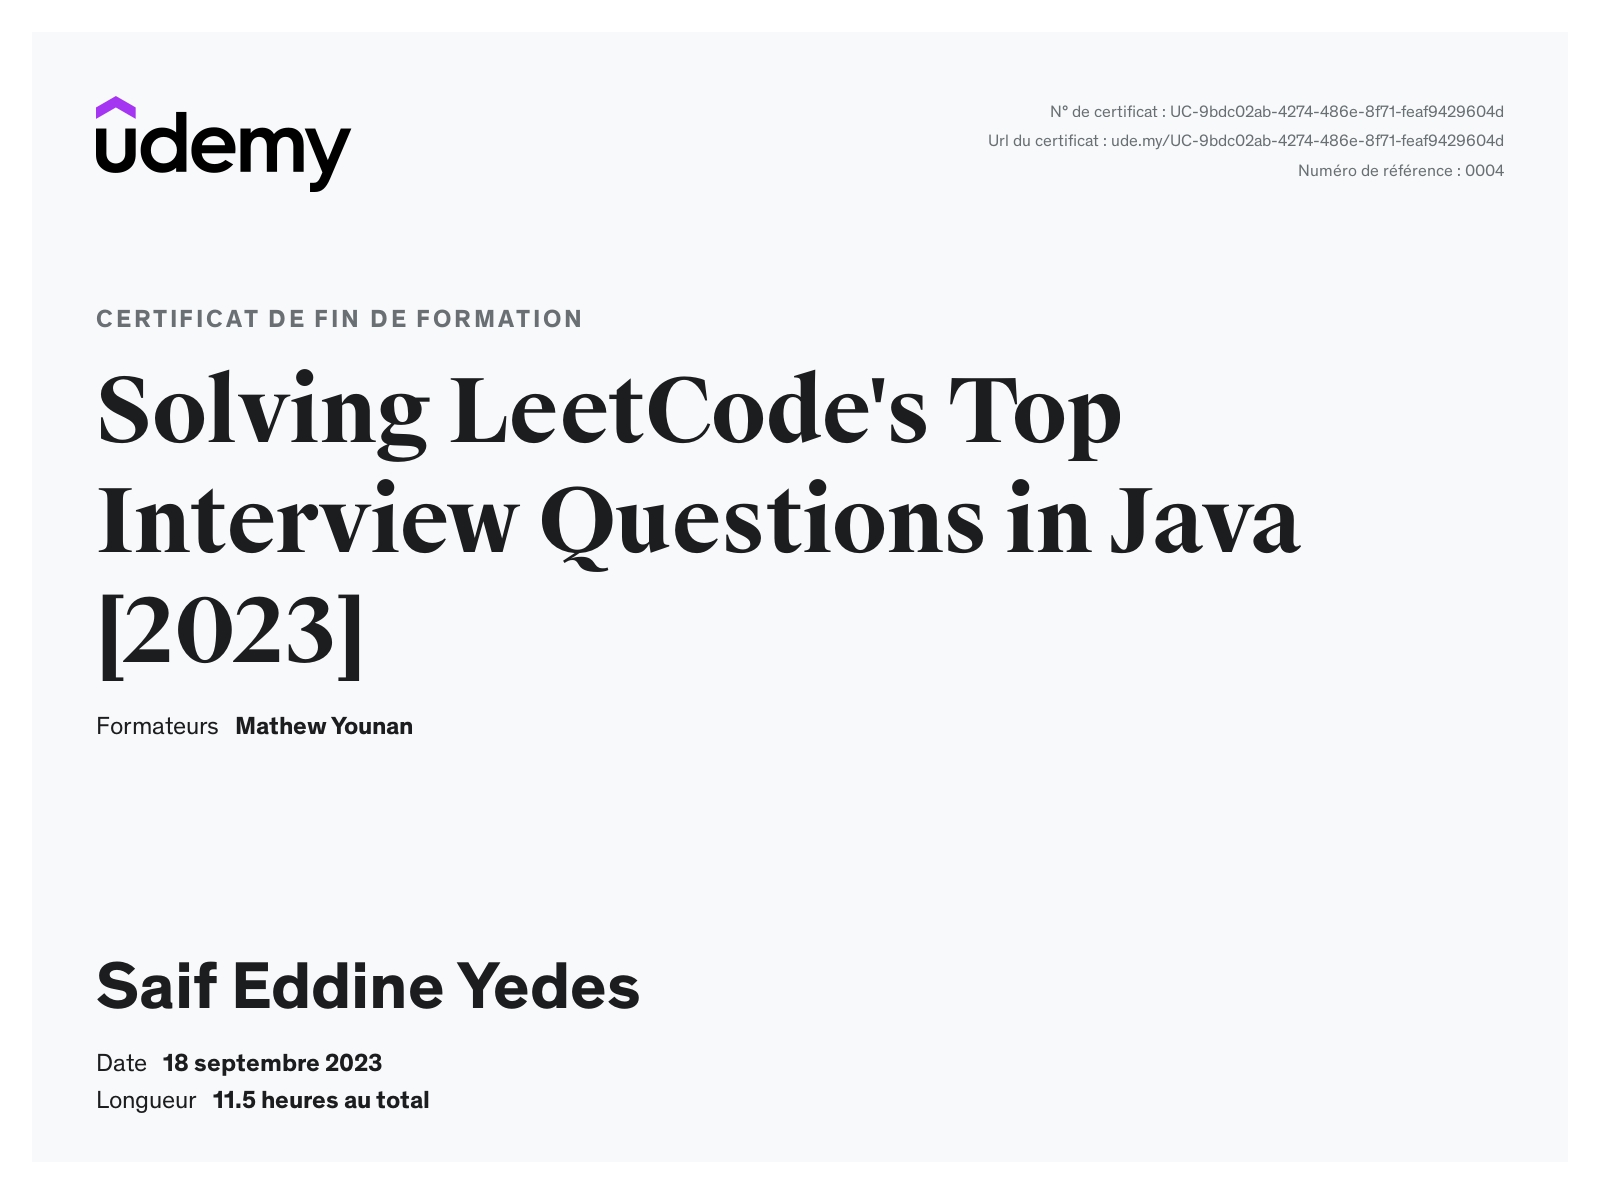 udemy
N° de certificat : UC-9bdc02ab-4274-486e-8f71-feaf9429604d
Url du certificat : ude.my/UC-9bdc02ab-4274-486e-8f71-feaf9429604d
Numéro de référence : 0004
CERTIFICAT DE FIN DE FORMATION
Solving LeetCode's Top
Interview Questions in Java
[2023]
Formateurs Mathew Younan
Saif Eddine Yedes
Date 18 septembre 2023
Longueur 11.5 heures au total